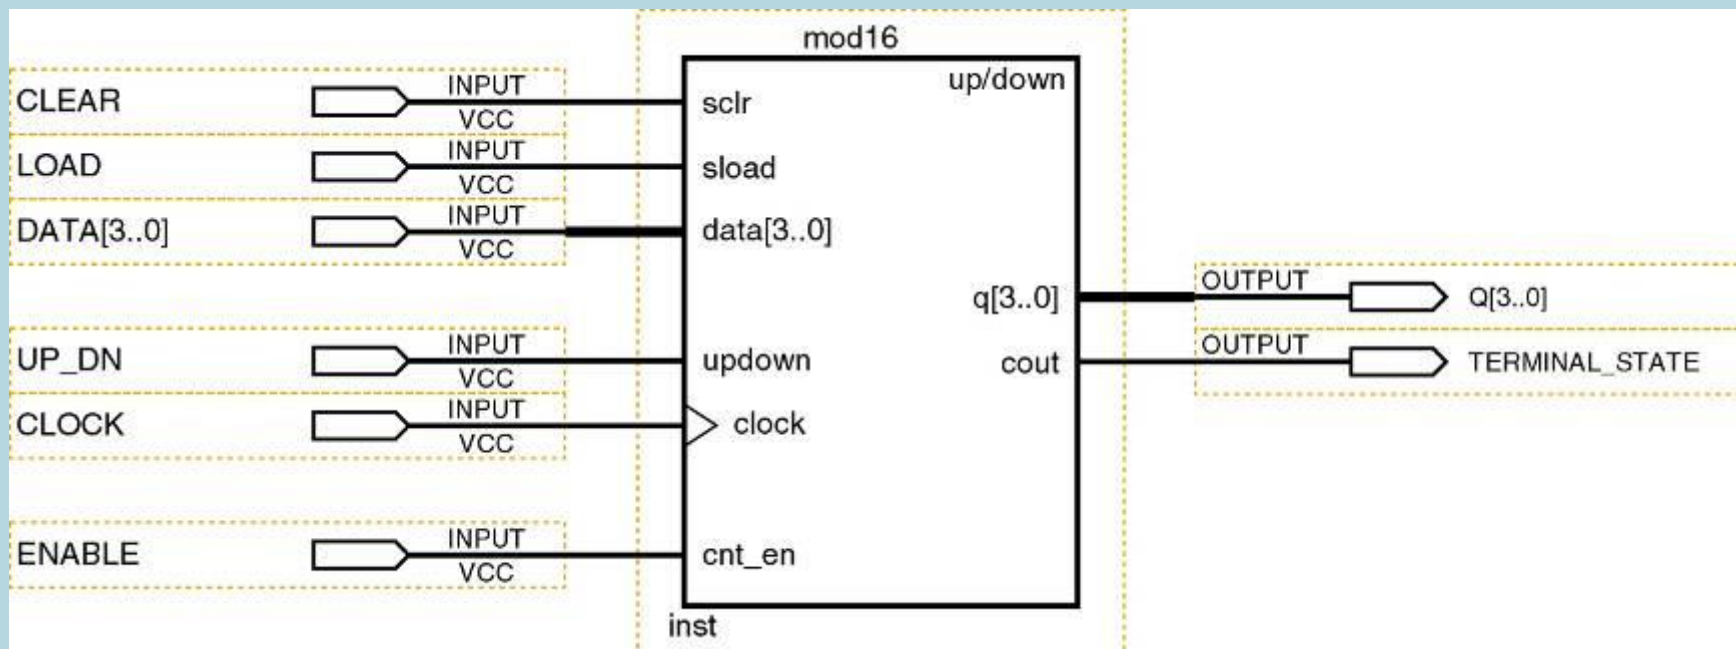 mod16
up/down
CLEAR INPUT VCC sclr
LOAD INPUT VCC sload
DATA[3..0] INPUT VCC data[3..0]
q[3..0] OUTPUT Q[3..0]
UP_DN INPUT VCC updown
cout OUTPUT TERMINAL_STATE
CLOCK INPUT VCC clock
ENABLE INPUT VCC cnt_en
inst